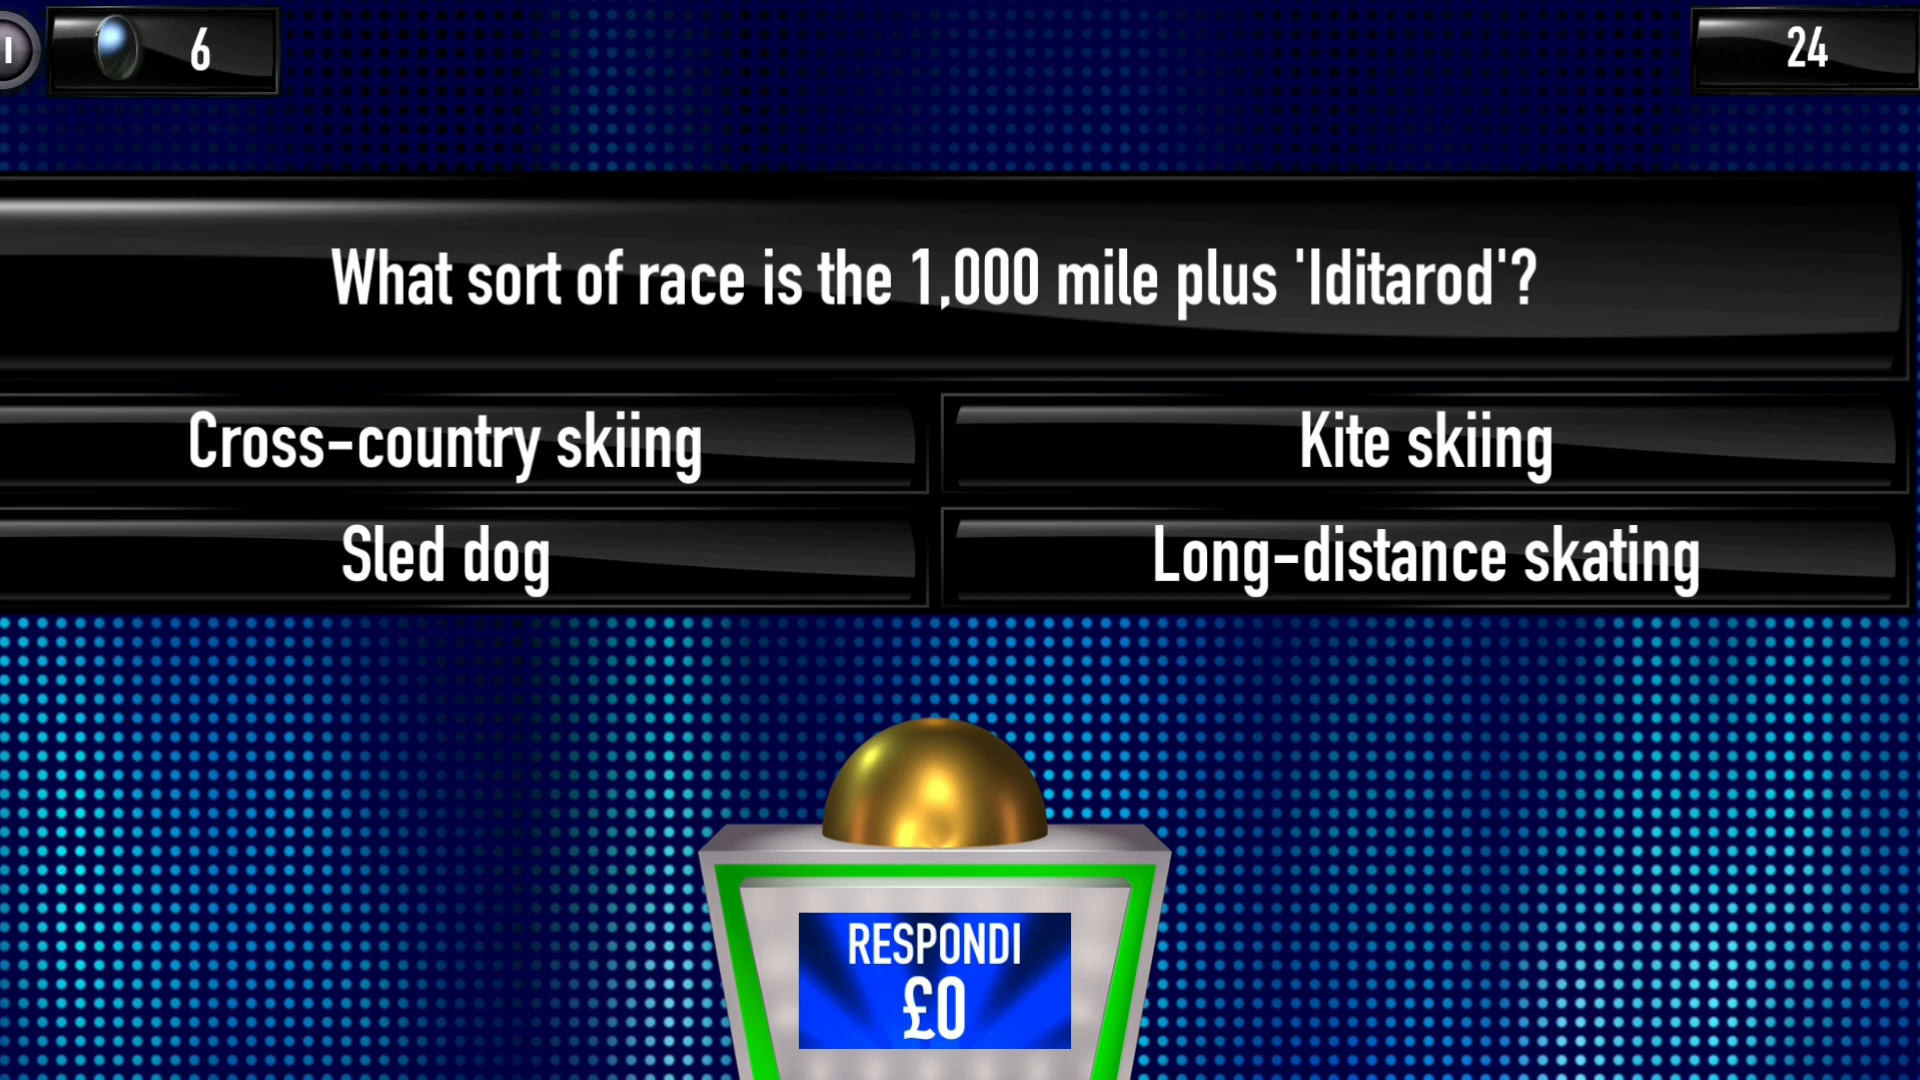 6
24
What sort of race is the 1,000 mile plus 'Iditarod'?
Cross-country skiing
Kite skiing
Sled dog
Long-distance skating
RESPONDI
£0